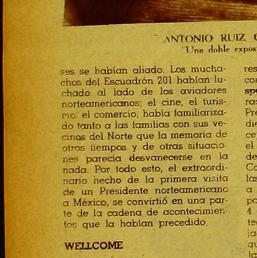 ANTONIO RUIZ
"Una doble expos
ses se habían aliado. Los mucha-
chos del Escuadrón 201 habían lu-
chado al lado de los aviadores
norteamericanos; el cine, el turis-
mo, el comercio, había familiariza-
do tanto a las familias con sus ve-
cinos del Norte que la memoria de
otros tiempos y de otras situacio-
nes parecía desvanecerse en la
nada. Por todo esto, el extraordi-
nario hecho de la primera visita
de un Presidente norteamericano
a México, se convirtió en una par-
te de la cadena de acontecimien-
tos que la habían precedido.
WELLCOME